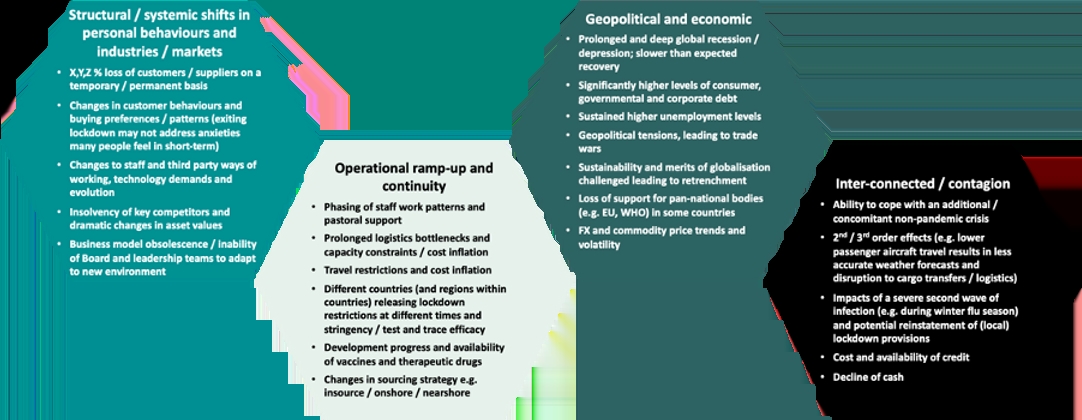 Structural / systemic shifts in
personal behaviours and
industries / markets
• X,Y,Z % loss of customers / suppliers on a
temporary / permanent basis
• Changes in customer behaviours and
buying preferences / patterns (exiting
lockdown may not address anxieties
many people feel in short-term)
• Changes to staff and third party ways of
working, technology demands and
evolution
• Insolvency of key competitors and
dramatic changes in asset values
• Business model obsolescence / inability
of Board and leadership teams to adapt
to new environment
Operational ramp-up and
continuity
• Phasing of staff work patterns and
pastoral support
• Prolonged logistics bottlenecks and
capacity constraints / cost inflation
• Travel restrictions and cost inflation
• Different countries (and regions within
countries) releasing lockdown
restrictions at different times and
stringency / test and trace efficacy
• Development progress and availability
of vaccines and therapeutic drugs
• Changes in sourcing strategy e.g.
insource / onshore / nearshore
Geopolitical and economic
• Prolonged and deep global recession /
depression; slower than expected
recovery
• Significantly higher levels of consumer,
governmental and corporate debt
• Sustained higher unemployment levels
• Geopolitical tensions, leading to trade
wars
• Sustainability and merits of globalisation
challenged leading to retrenchment
• Loss of support for pan-national bodies
(e.g. EU, WHO) in some countries
• FX and commodity price trends and
volatility
Inter-connected / contagion
• Ability to cope with an additional /
concomitant non-pandemic crisis
• 2nd / 3rd order effects (e.g. lower
passenger aircraft travel results in less
accurate weather forecasts and
disruption to cargo transfers / logistics)
• Impacts of a severe second wave of
infection (e.g. during winter flu season)
and potential reinstatement of (local)
lockdown provisions
• Cost and availability of credit
• Decline of cash